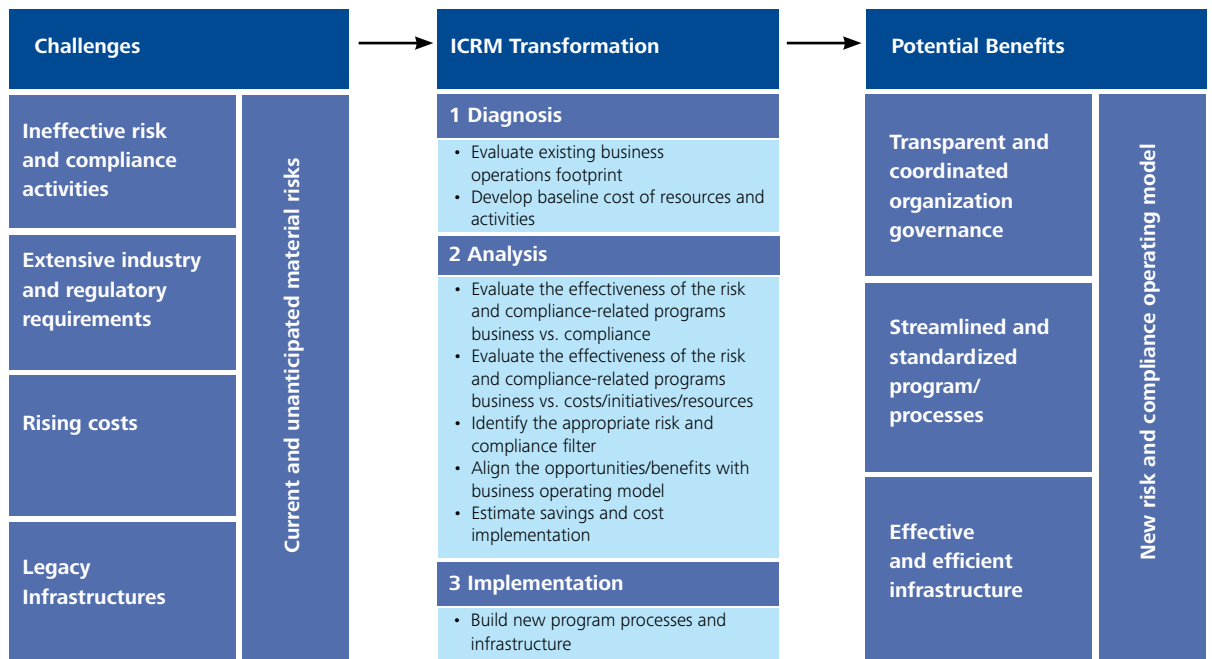 Challenges
Ineffective risk
and compliance
activities
Extensive industry
and regulatory
requirements
Rising costs
Legacy
Infrastructures
Current and unanticipated material risks
ICRM Transformation
1 Diagnosis
• Evaluate existing business
operations footprint
• Develop baseline cost of resources and
activities
2 Analysis
• Evaluate the effectiveness of the risk
and compliance-related programs
business vs. compliance
• Evaluate the effectiveness of the risk
and compliance-related programs
business vs. costs/initiatives/resources
• Identify the appropriate risk and
compliance filter
• Align the opportunities/benefits with
business operating model
• Estimate savings and cost
implementation
3 Implementation
• Build new program processes and
infrastructure
Potential Benefits
Transparent and
coordinated
organization
governance
Streamlined and
standardized
program/
processes
Effective
and efficient
infrastructure
New risk and compliance operating model